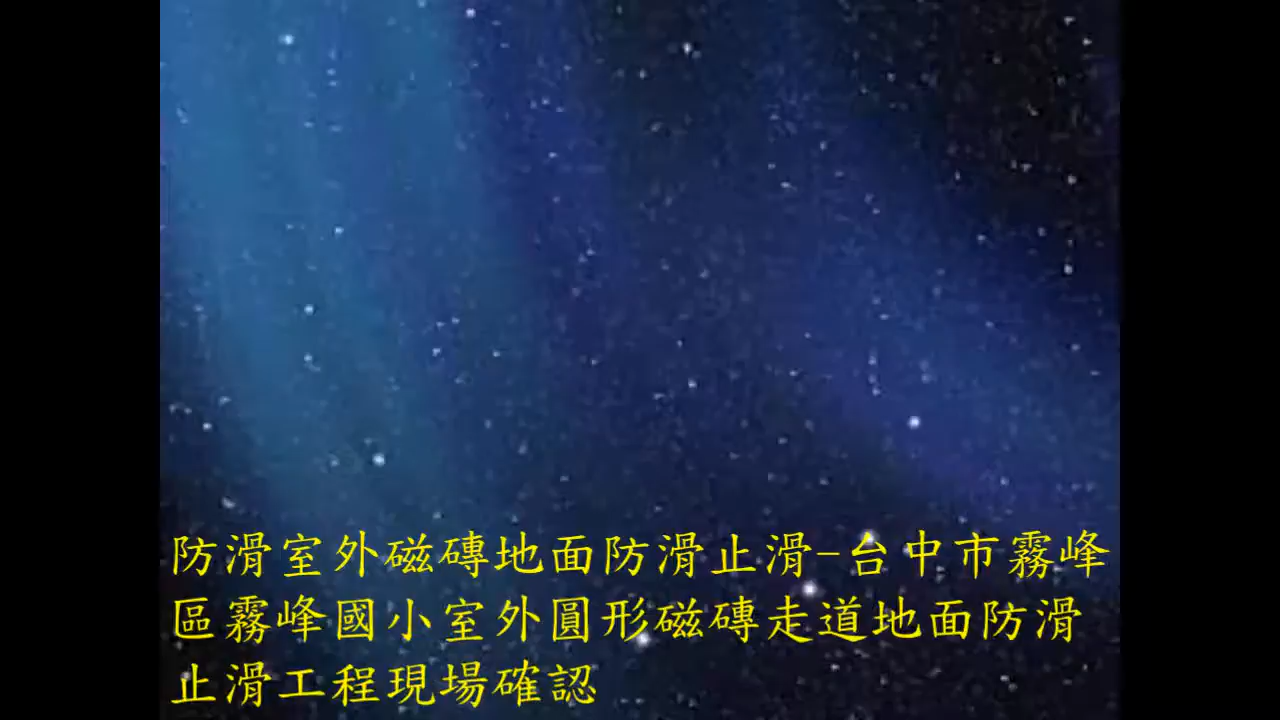 防滑室外磁磚地面防滑止滑-台中市霧峰
區霧峰國小室外圓形磁磚走道地面防滑
止滑工程現場確認